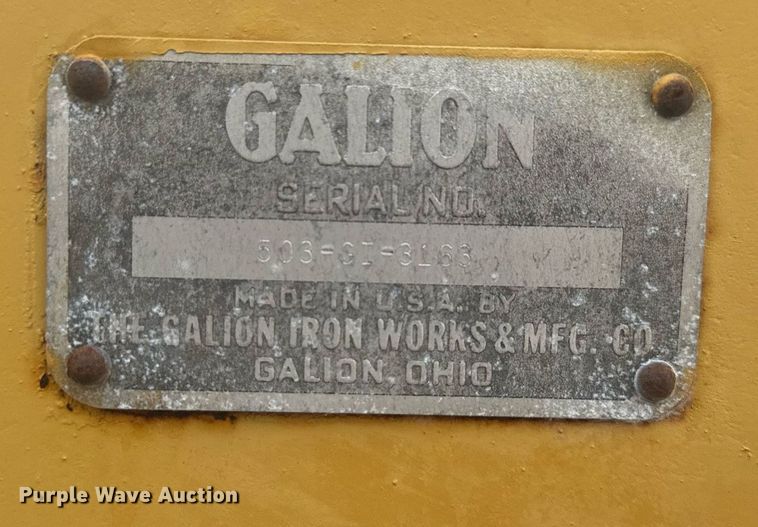 GALION
SERIAL NO.
503-GI-3163
MADE IN U.S.A. BY
THE GALION IRON WORKS & MFG. CO.
GALION, OHIO
Purple Wave Auction